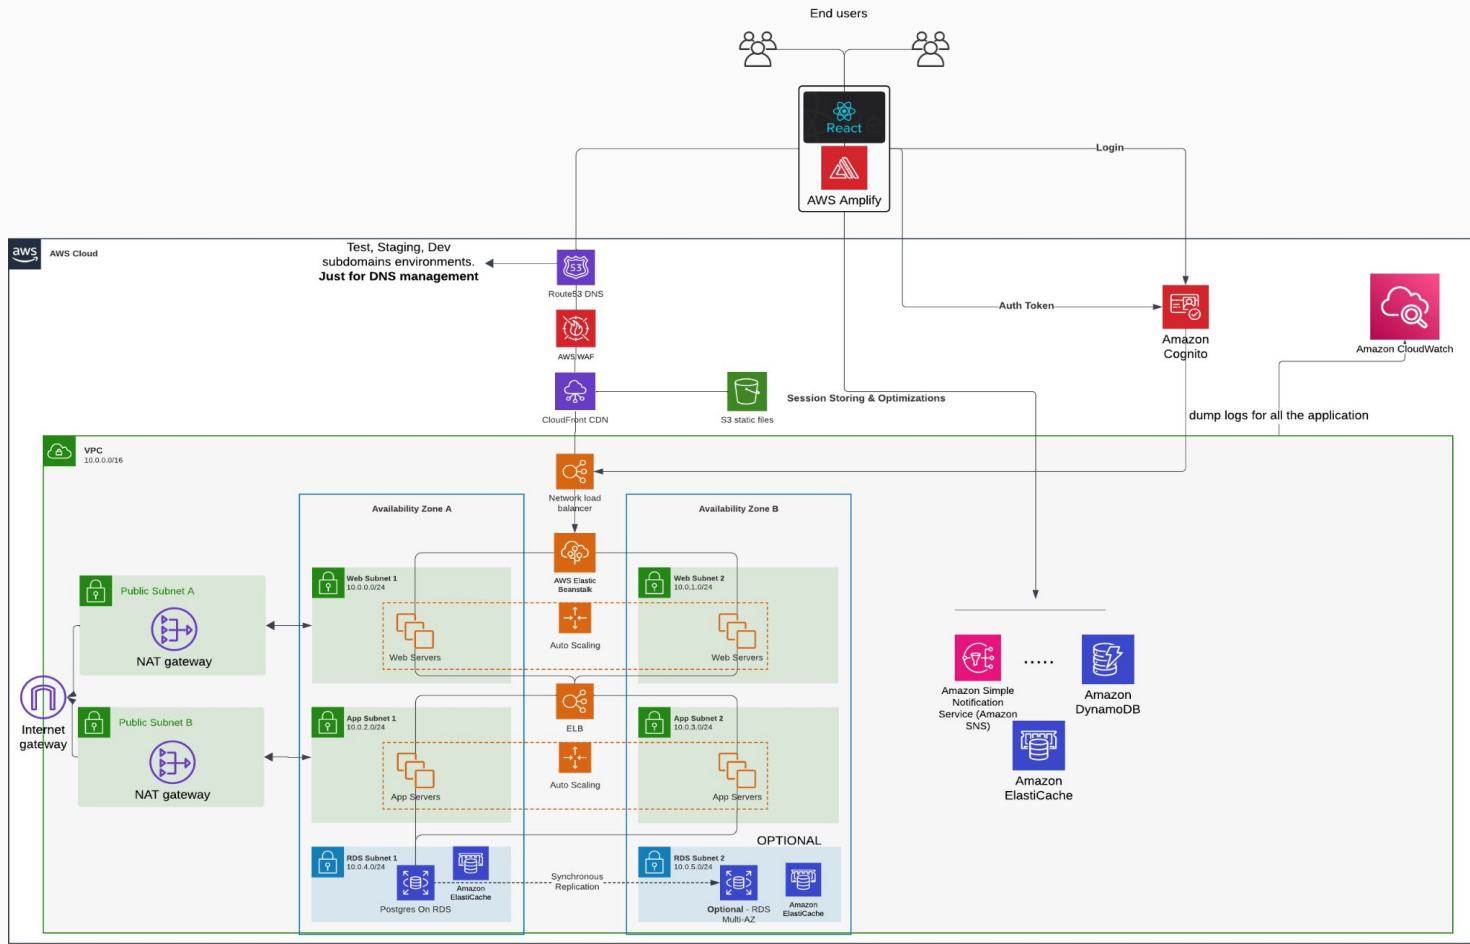 End users
React
AWS Amplify
Login
aws
AWS Cloud
Test, Staging, Dev
subdomains environments.
Just for DNS management
53
Route53 DNS
Auth Token
Amazon
Cognito
Amazon CloudWatch
AWS WAF
CloudFront CDN
S3 static files
Session Storing & Optimizations
dump logs for all the application
VPC
10.0.0.0/16
Network load
balancer
Availability Zone A
Availability Zone B
AWS Elastic
Beanstalk
Public Subnet A
NAT gateway
Web Subnet 1
10.0.0.0/24
Web Servers
Auto Scaling
Web Subnet 2
10.0.1.0/24
Web Servers
Internet
gateway
Public Subnet B
NAT gateway
App Subnet 1
10.0.2.0/24
App Servers
ELB
Auto Scaling
App Subnet 2
10.0.3.0/24
App Servers
Amazon Simple
Notification
Service (Amazon
SNS)
.....
Amazon
DynamoDB
Amazon
ElastiCache
OPTIONAL
RDS Subnet 1
10.0.4.0/24
Amazon
ElastiCache
Postgres On RDS
Synchronous
Replication
RDS Subnet 2
10.0.5.0/24
Optional - RDS
Multi-AZ
Amazon
ElastiCache